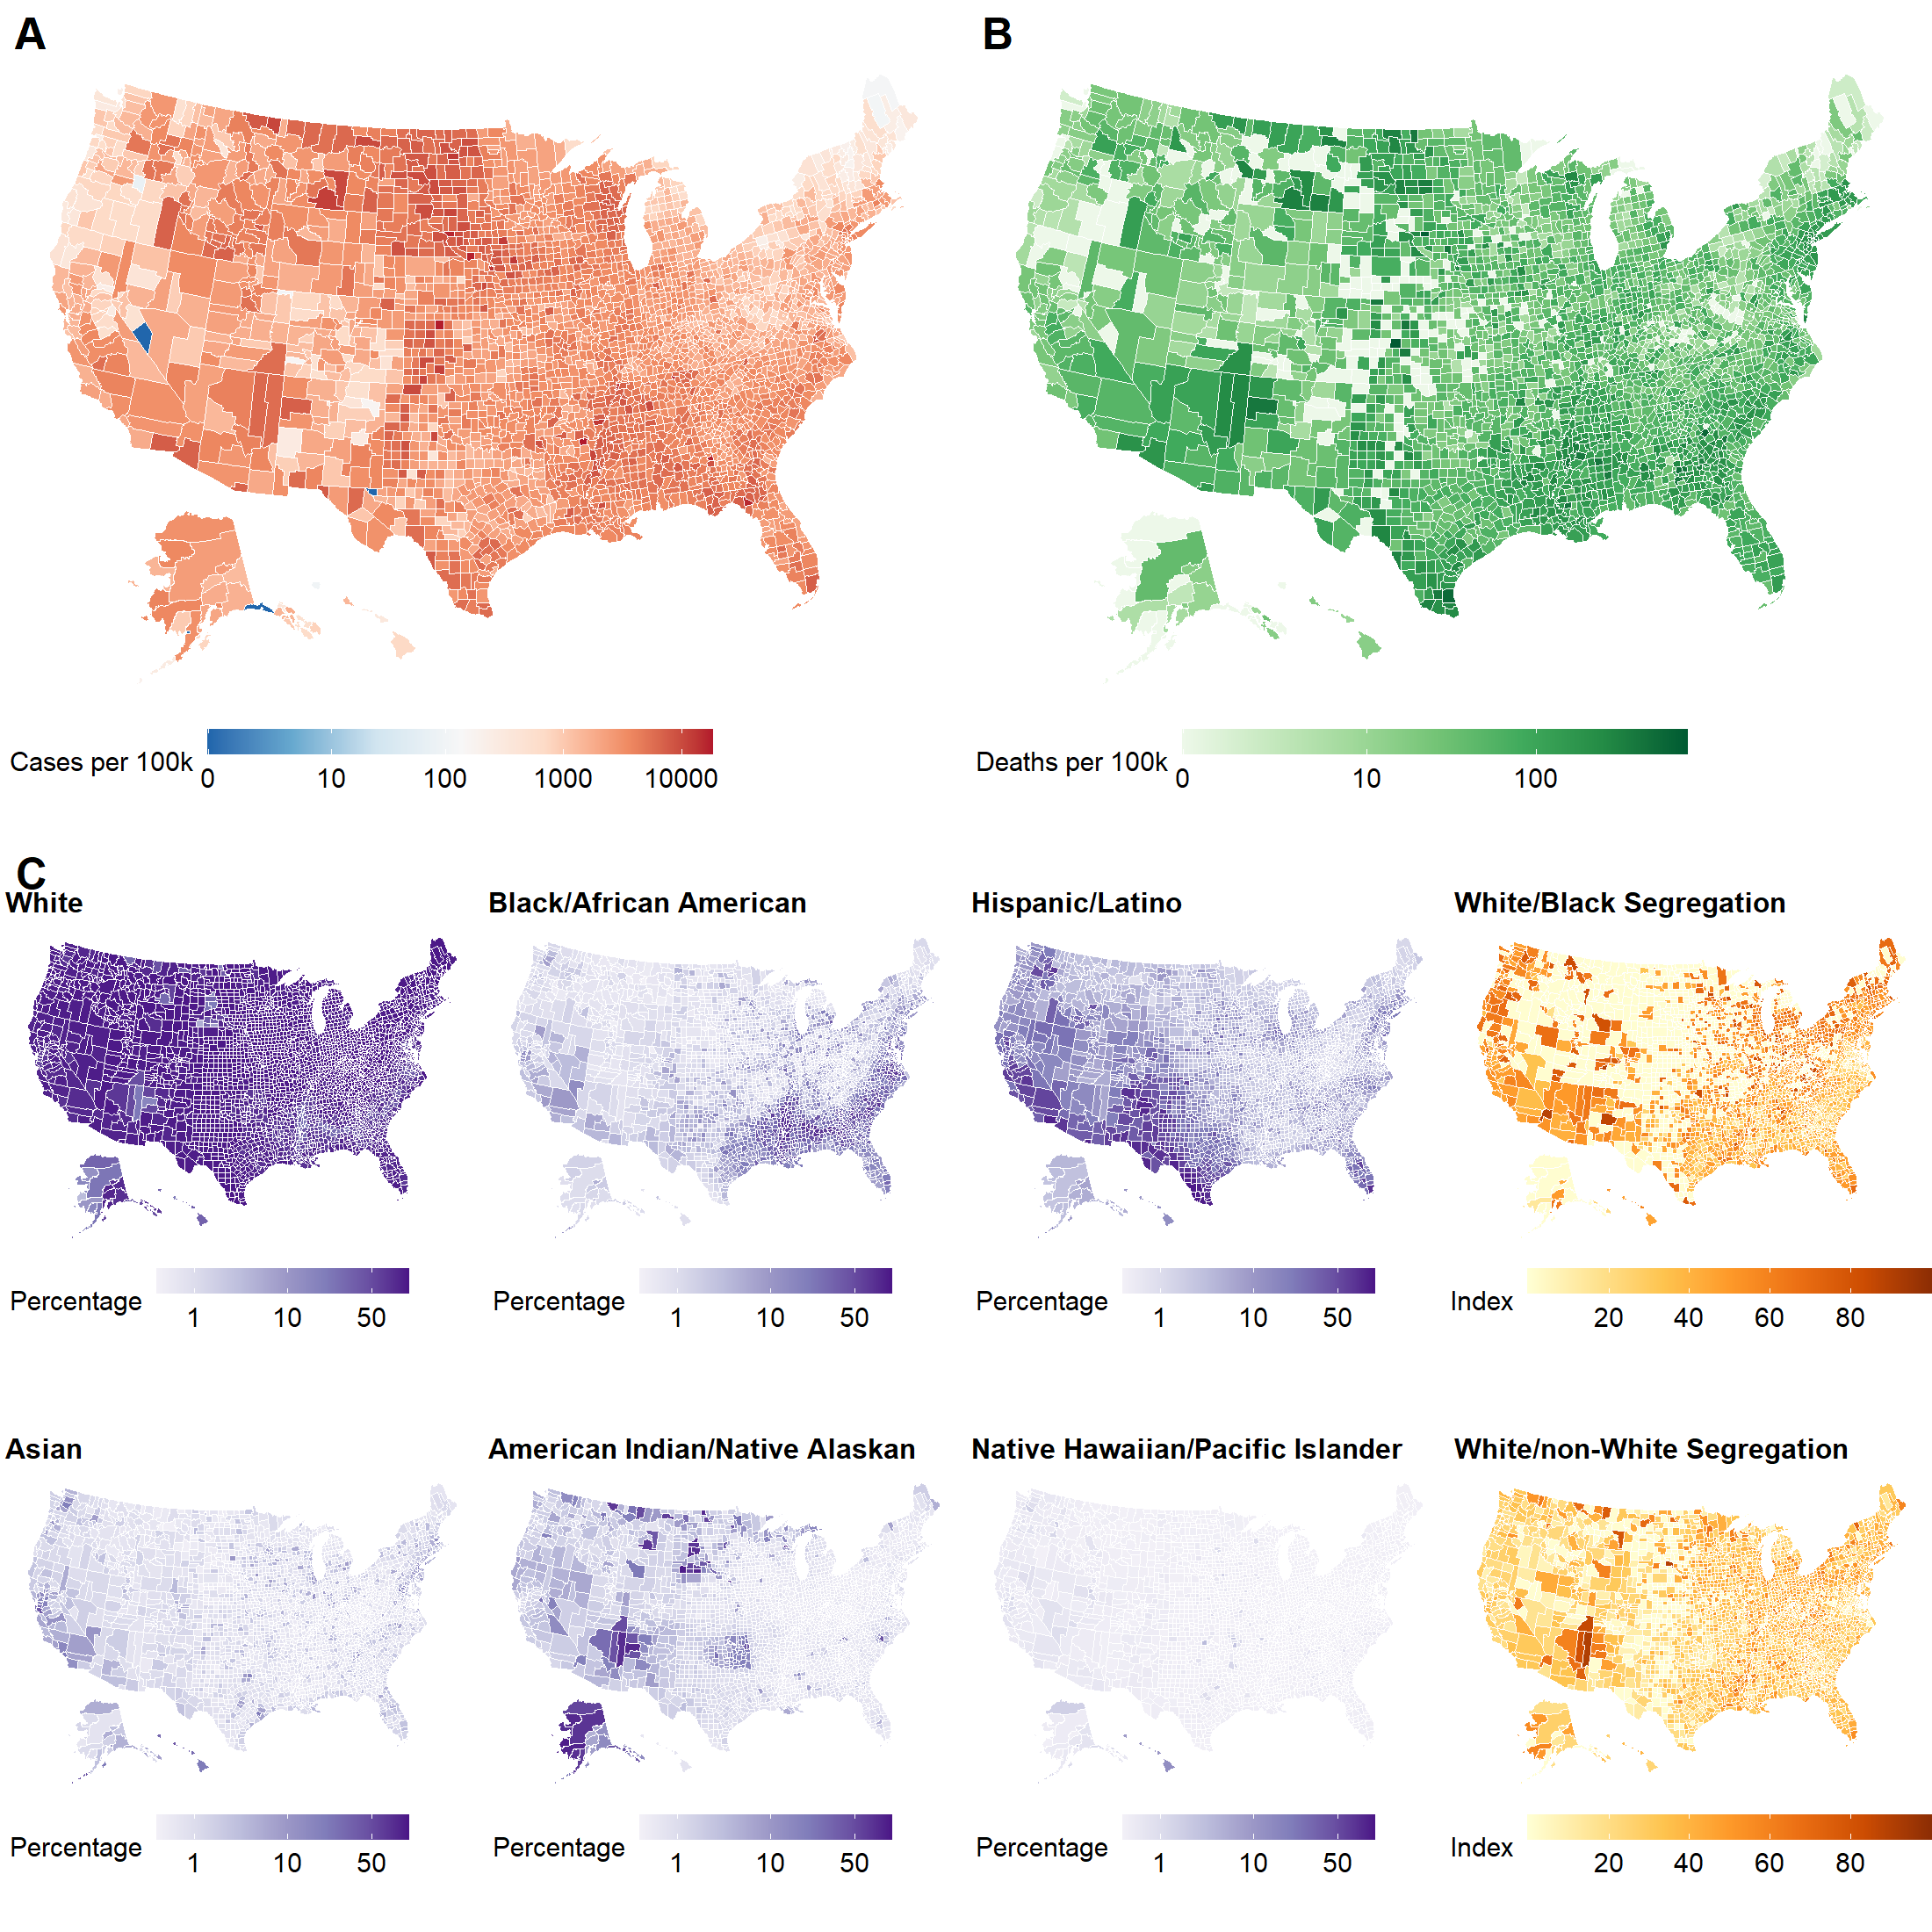 A
B
Cases per 100k
0 10 100 1000 10000
Deaths per 100k
0 10 100
C
White
Black/African American
Hispanic/Latino
White/Black Segregation
Percentage
1 10 50
Percentage
1 10 50
Percentage
1 10 50
Index
20 40 60 80
Asian
American Indian/Native Alaskan
Native Hawaiian/Pacific Islander
White/non-White Segregation
Percentage
1 10 50
Percentage
1 10 50
Percentage
1 10 50
Index
20 40 60 80